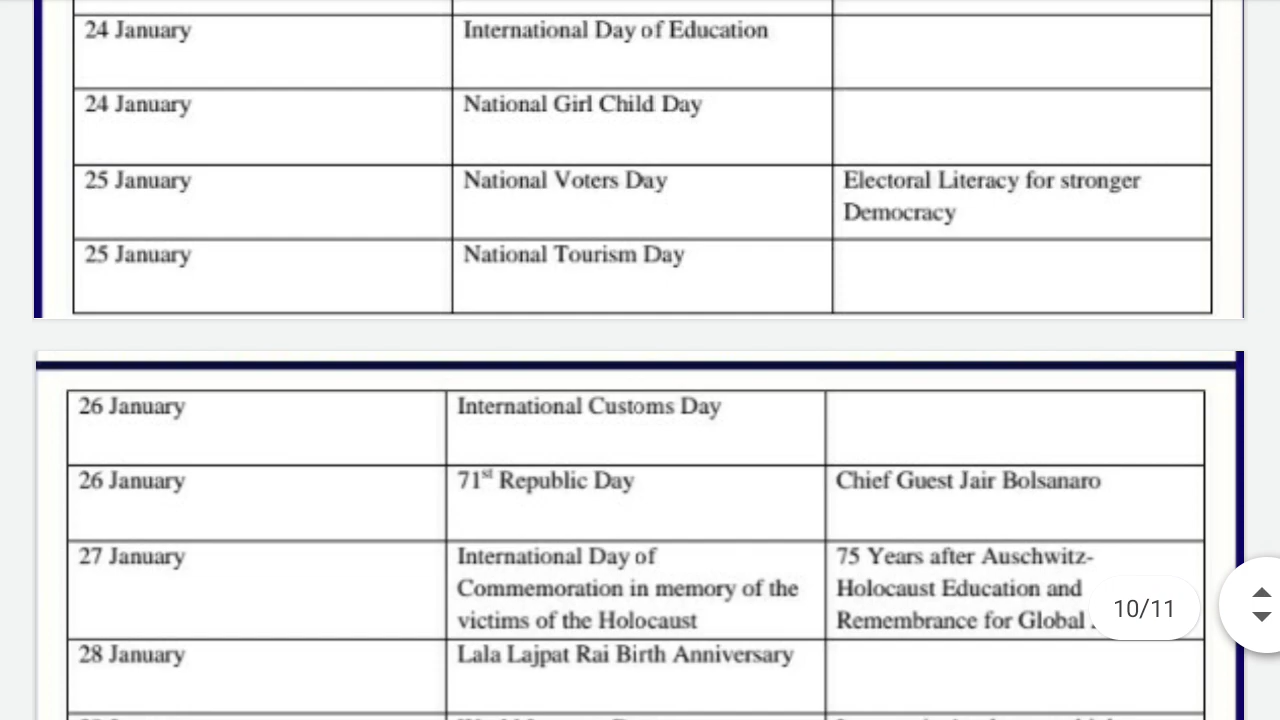 24 January International Day of Education
24 January National Girl Child Day
25 January National Voters Day Electoral Literacy for stronger
Democracy
25 January National Tourism Day
26 January International Customs Day
26 January 71st Republic Day Chief Guest Jair Bolsanaro
27 January International Day of 75 Years after Auschwitz-
Commemoration in memory of the Holocaust Education and
victims of the Holocaust Remembrance for Global
10/11
28 January Lala Lajpat Rai Birth Anniversary